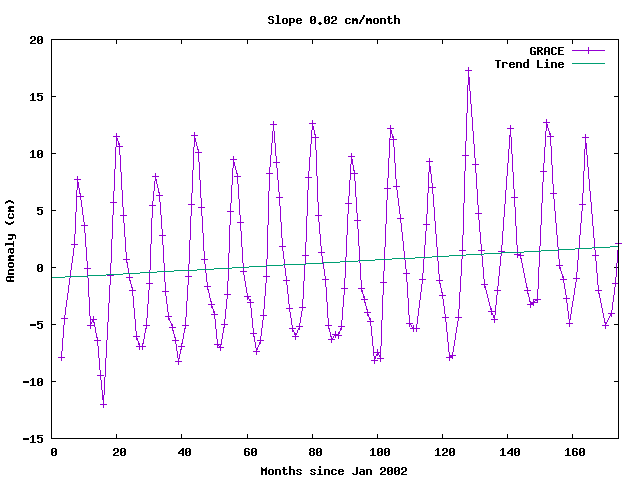 Slope 0.02 cm/month
GRACE
Trend Line
20
15
10
5
0
-5
-10
-15
Anomaly (cm)
0 20 40 60 80 100 120 140 160
Months since Jan 2002